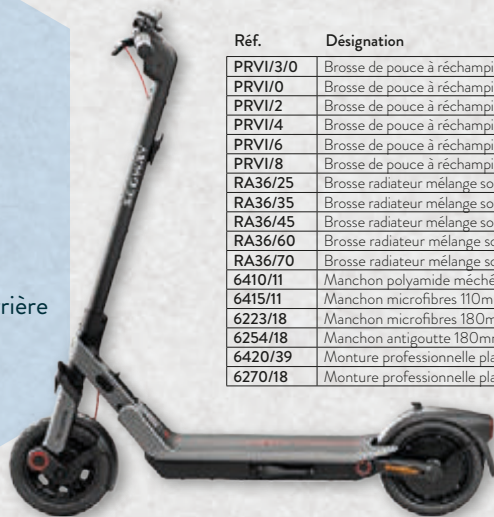 Réf. Désignation
PRVI/3/0 Brosse de pouce à réchampi
PRVI/0 Brosse de pouce à réchampi
PRVI/2 Brosse de pouce à réchampi
PRVI/4 Brosse de pouce à réchampi
PRVI/6 Brosse de pouce à réchampi
PRVI/8 Brosse de pouce à réchampi
RA36/25 Brosse radiateur mélange so
RA36/35 Brosse radiateur mélange so
RA36/45 Brosse radiateur mélange so
RA36/60 Brosse radiateur mélange so
RA36/70 Brosse radiateur mélange so
6410/11 Manchon polyamide méché
6415/11 Manchon microfibres 110m
6223/18 Manchon microfibres 180m
6254/18 Manchon antigoutte 180mm
6420/39 Monture professionnelle pla
6270/18 Monture professionnelle pla
rière
SEGWAY